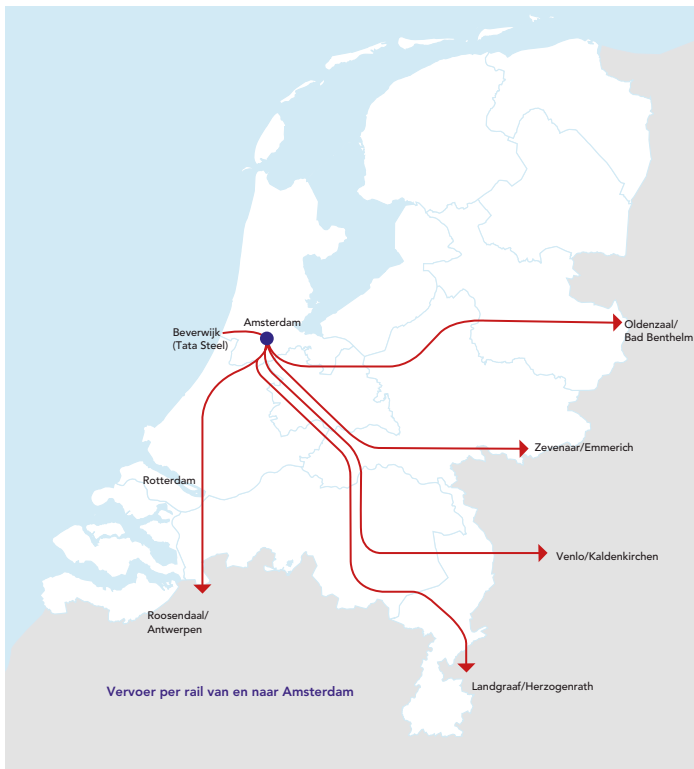 Amsterdam
Beverwijk
(Tata Steel)
Oldenzaal/
Bad Benthelm
Zevenaar/Emmerich
Rotterdam
Venlo/Kaldenkirchen
Roosendaal/
Antwerpen
Landgraaf/Herzogenrath
Vervoer per rail van en naar Amsterdam